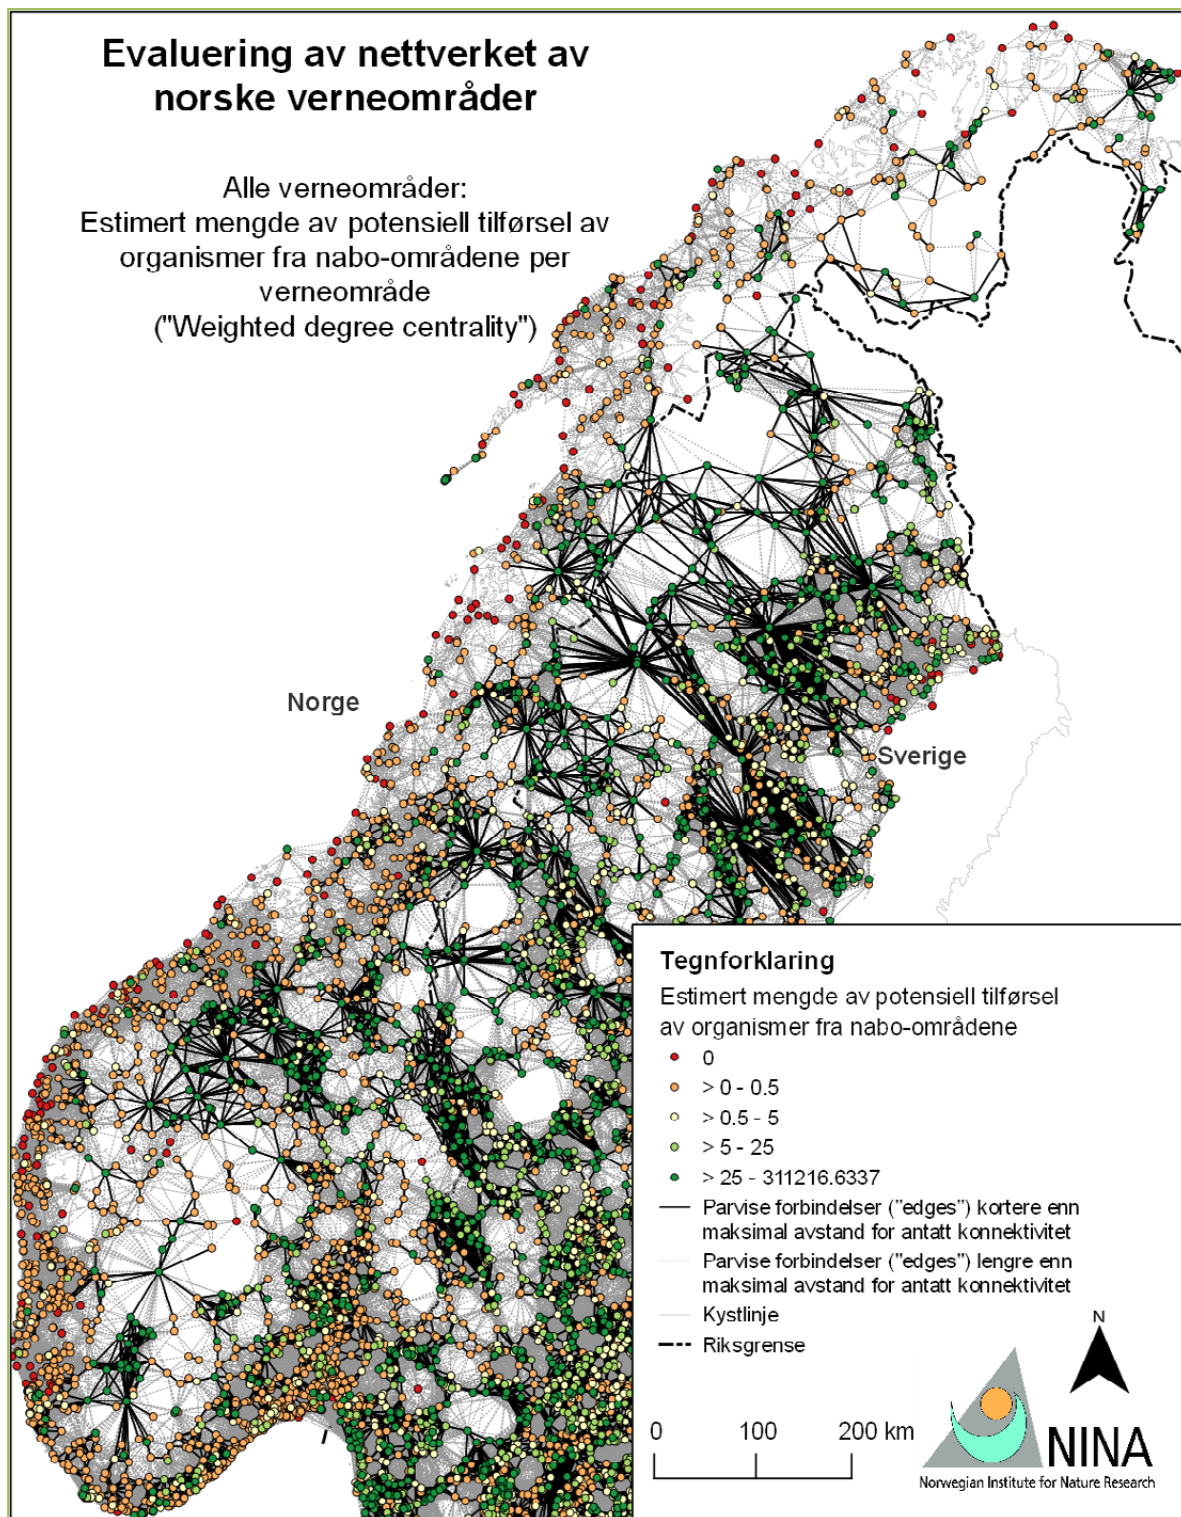 Evaluering av nettverket av
norske verneområder
Alle verneområder:
Estimert mengde av potensiell tilførsel av
organismer fra nabo-områdene per
verneområde
("Weighted degree centrality")
Norge
Sverige
Tegnforklaring
Estimert mengde av potensiell tilførsel
av organismer fra nabo-områdene
0
> 0 - 0.5
> 0.5 - 5
> 5 - 25
> 25 - 311216.6337
Parvise forbindelser ("edges") kortere enn
maksimal avstand for antatt konnektivitet
Parvise forbindelser ("edges") lengre enn
maksimal avstand for antatt konnektivitet
Kystlinje
Riksgrense
N
0 100 200 km
NINA
Norwegian Institute for Nature Research